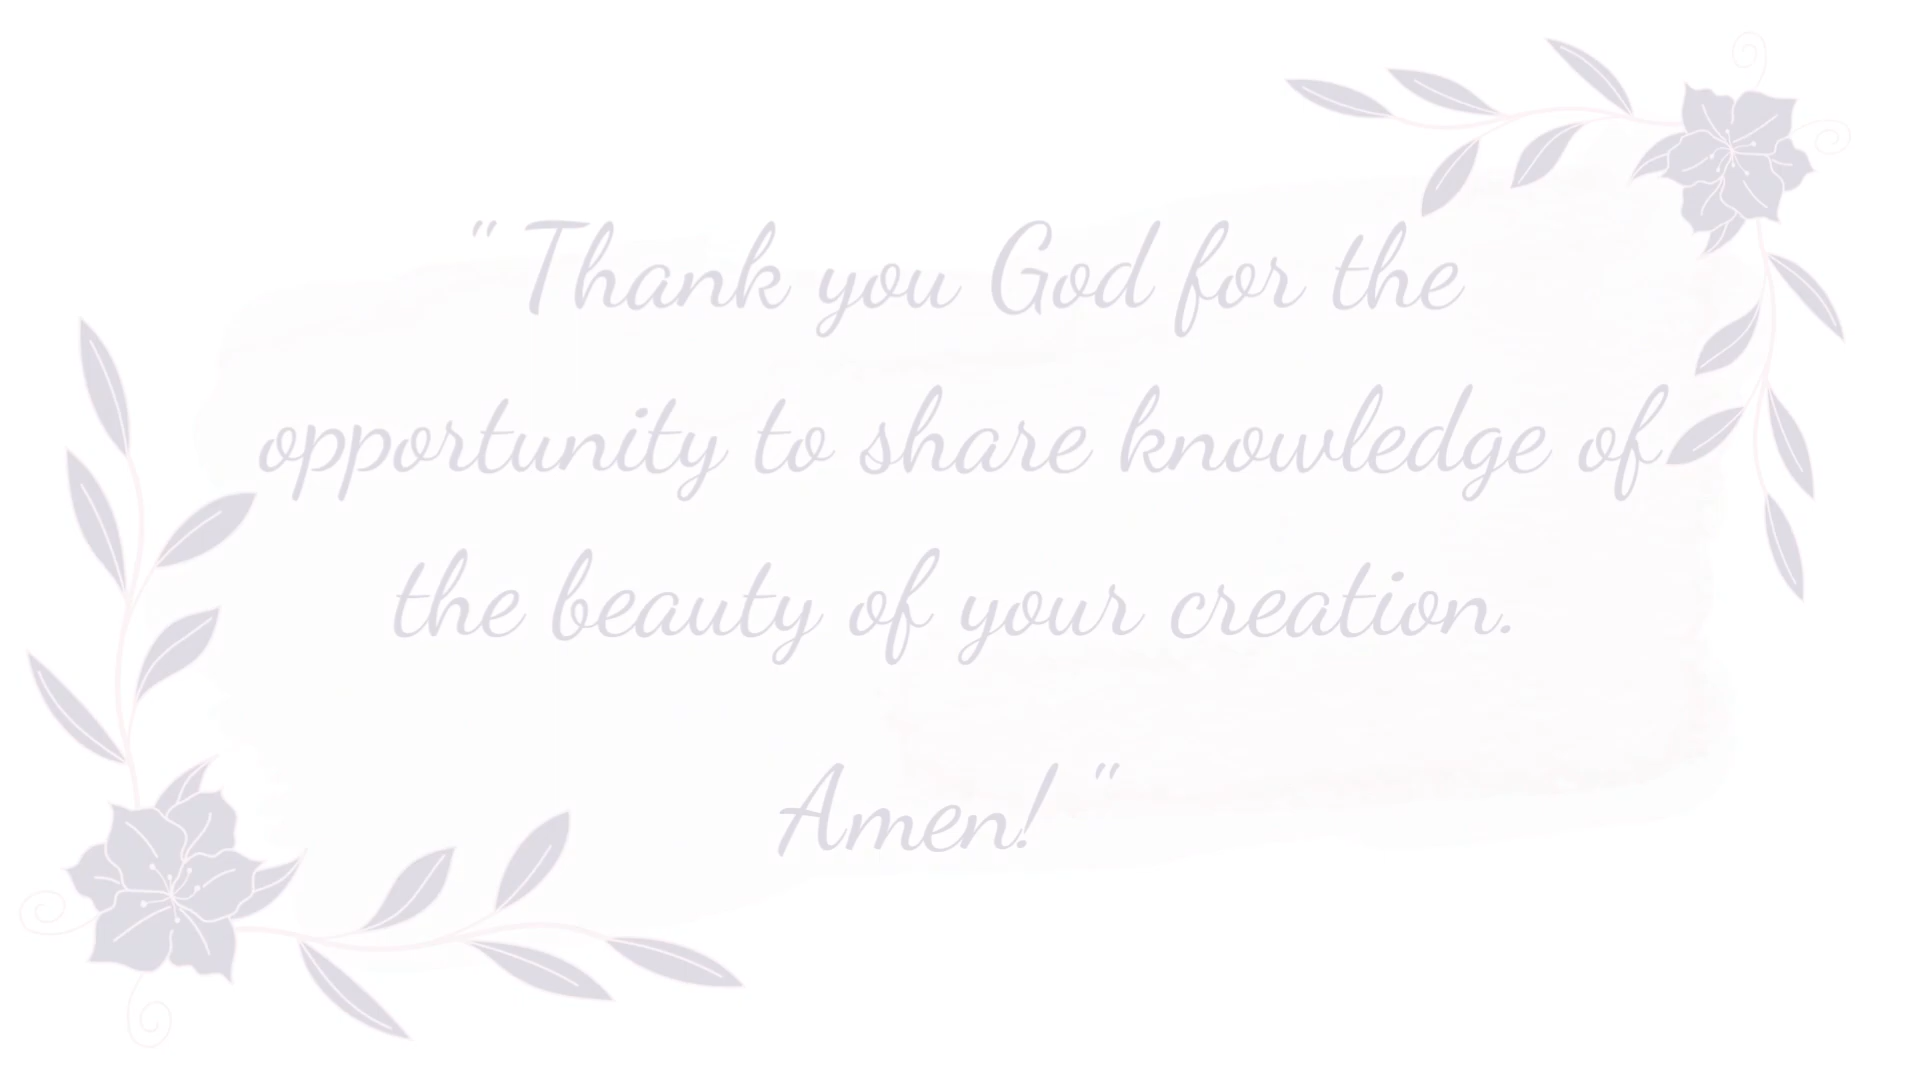 " Thank you God for the
opportunity to share knowledge of
the beauty of your creation.
Amen! "